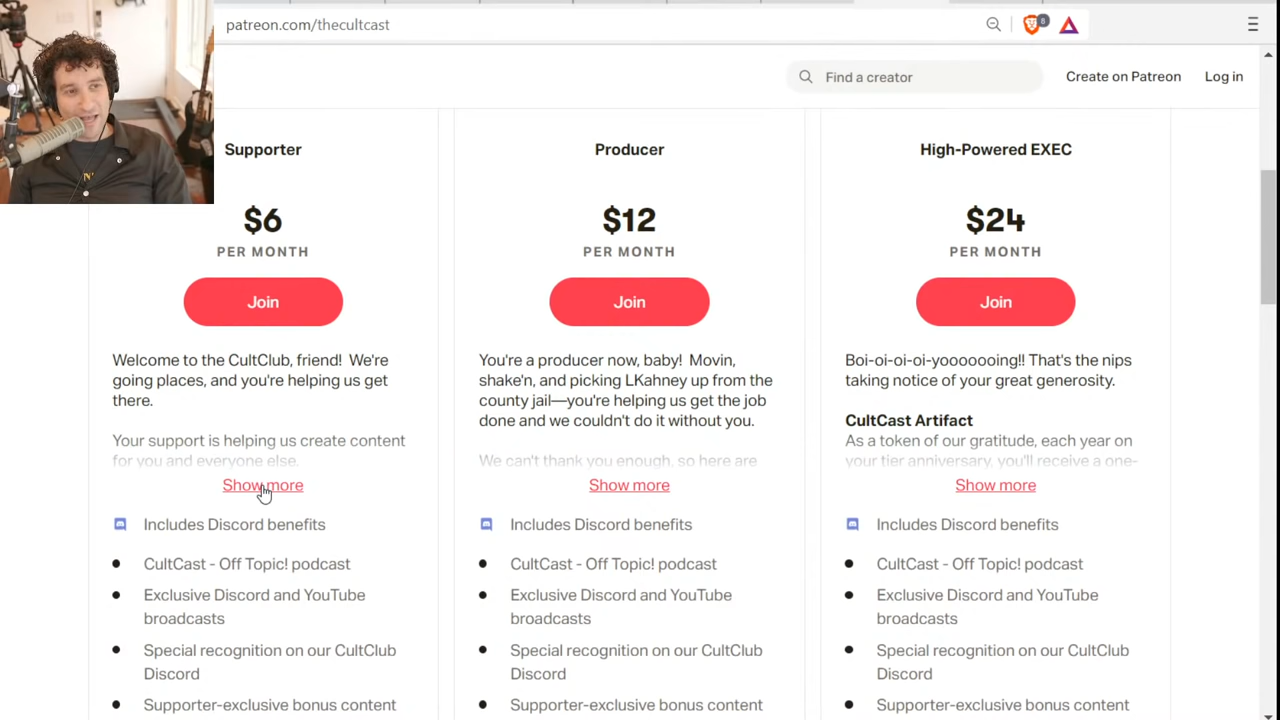 patreon.com/thecultcast
8
Find a creator
Create on Patreon
Log in
Supporter
$6
PER MONTH
Join
Welcome to the CultClub, friend!  We're
going places, and you're helping us get
there.
Your support is helping us create content
for you and everyone else.
Show more
Includes Discord benefits
CultCast - Off Topic! podcast
Exclusive Discord and YouTube
broadcasts
Special recognition on our CultClub
Discord
Supporter-exclusive bonus content
Producer
$12
PER MONTH
Join
You're a producer now, baby!  Movin,
shake'n, and picking LKahney up from the
county jail—you're helping us get the job
done and we couldn't do it without you.
We can't thank you enough, so here are
Show more
Includes Discord benefits
CultCast - Off Topic! podcast
Exclusive Discord and YouTube
broadcasts
Special recognition on our CultClub
Discord
Supporter-exclusive bonus content
High-Powered EXEC
$24
PER MONTH
Join
Boi-oi-oi-oi-yooooooing!! That's the nips
taking notice of your great generosity.
CultCast Artifact
As a token of our gratitude, each year on
your tier anniversary, you'll receive a one-
Show more
Includes Discord benefits
CultCast - Off Topic! podcast
Exclusive Discord and YouTube
broadcasts
Special recognition on our CultClub
Discord
Supporter-exclusive bonus content